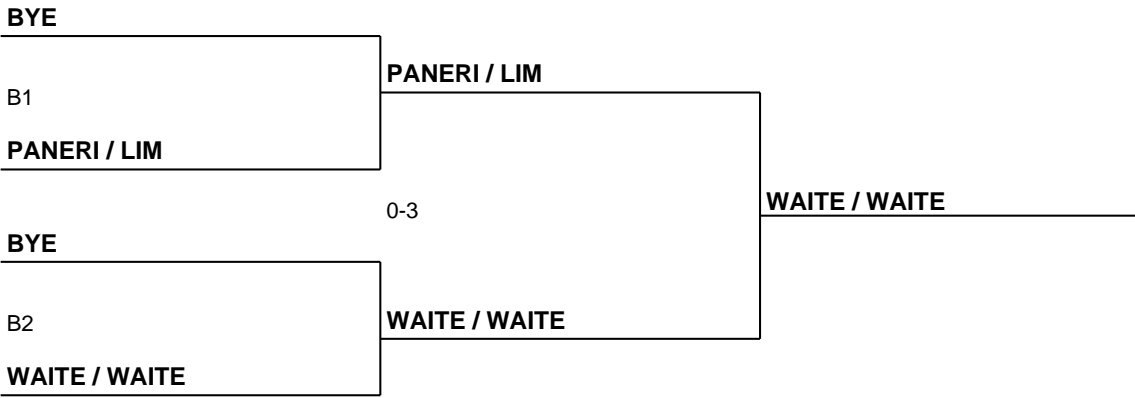 BYE
B1
PANERI / LIM
PANERI / LIM
0-3
WAITE / WAITE
BYE
B2
WAITE / WAITE
WAITE / WAITE